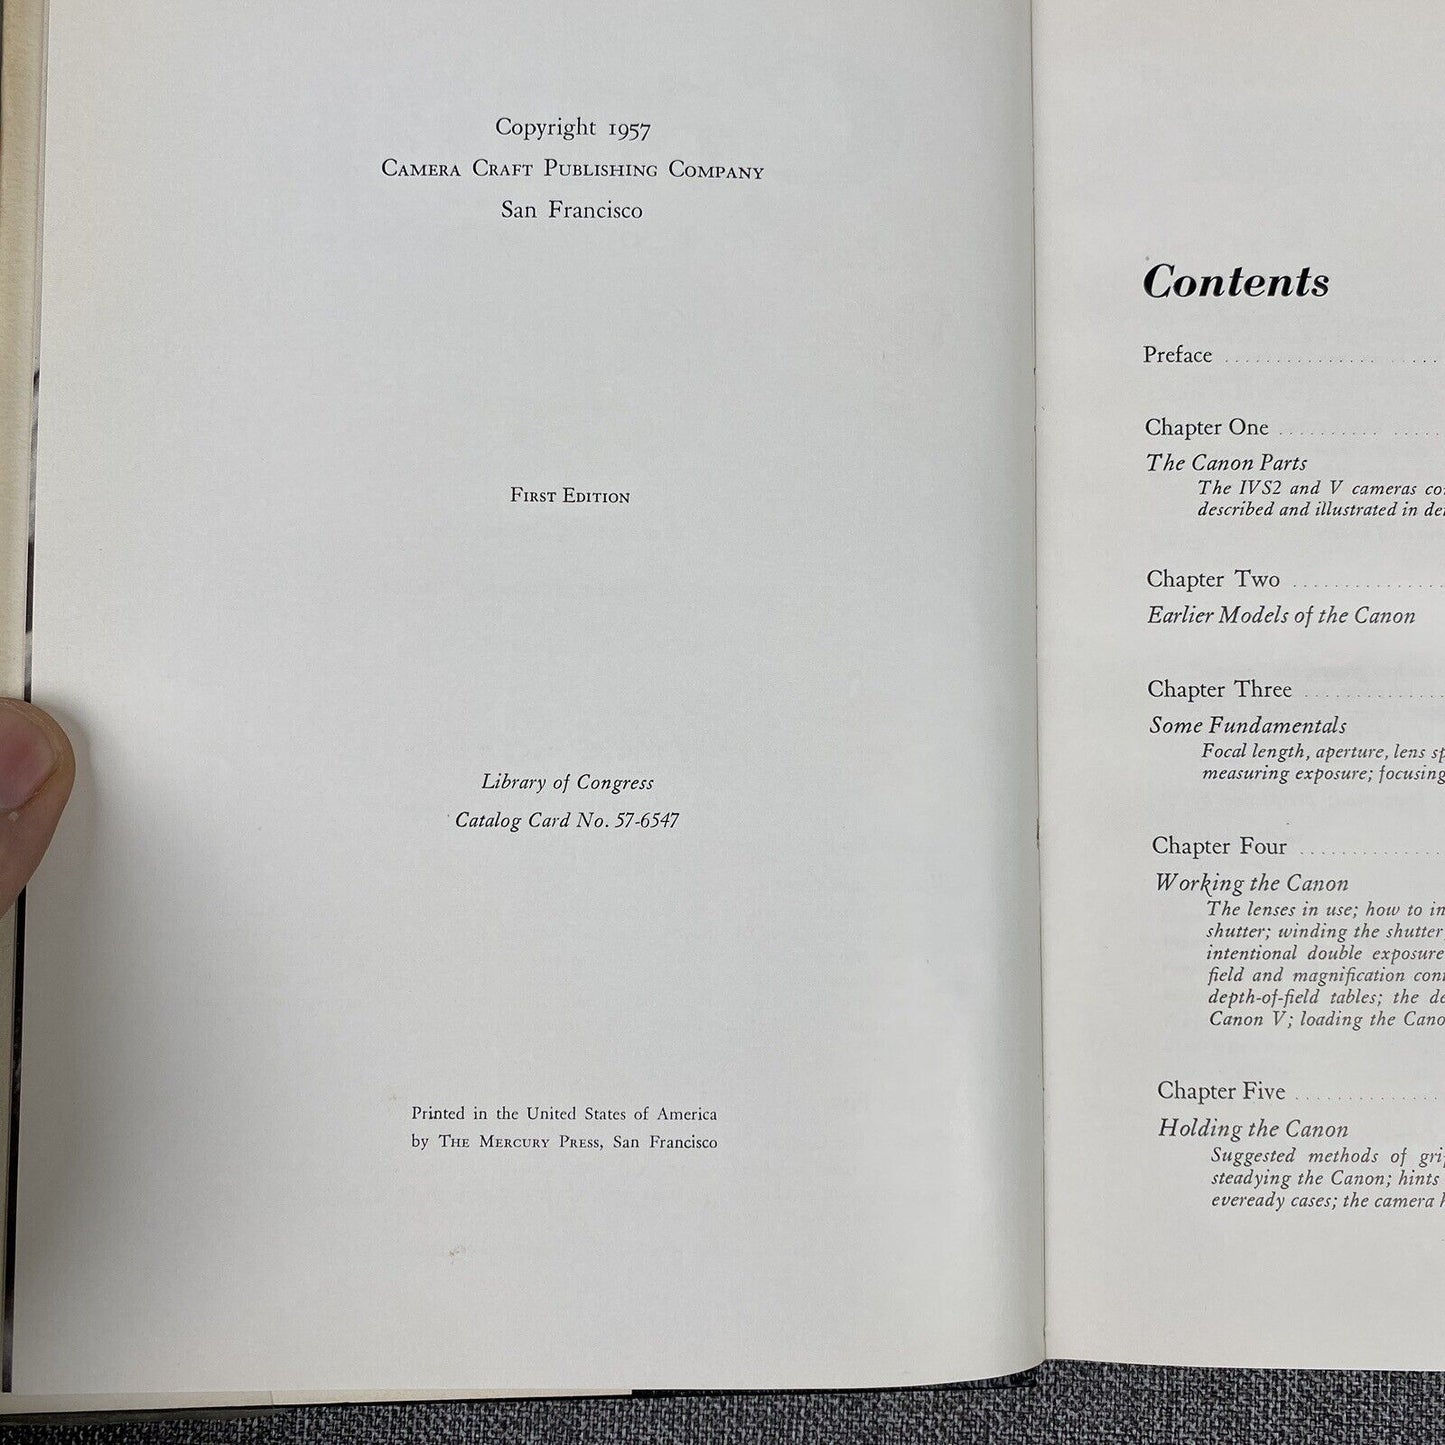 Copyright 1957
Camera Craft Publishing Company
San Francisco
First Edition
Library of Congress
Catalog Card No. 57-6547
Printed in the United States of America
by The Mercury Press, San Francisco
Contents
Preface
Chapter One
The Canon Parts
The IVS2 and V cameras
described and illustrated in
Chapter Two
Earlier Models of the Canon
Chapter Three
Some Fundamentals
Focal length, aperture, lens
measuring exposure; focusing
Chapter Four
Working the Canon
The lenses in use; how to
shutter; winding the shutter
intentional double exposure
field and magnification
depth-of-field tables; the
Canon V; loading the
Chapter Five
Holding the Canon
Suggested methods of
steadying the Canon; hints
eveready cases; the camera